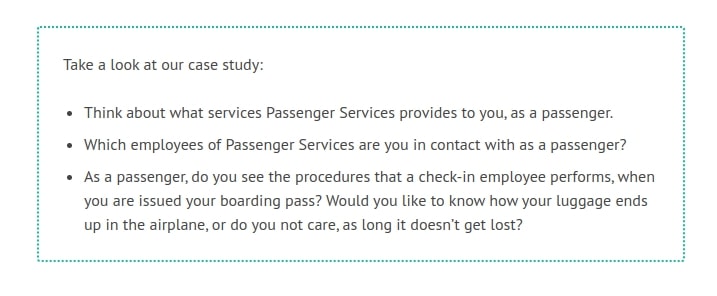 Take a look at our case study:
• Think about what services Passenger Services provides to you, as a passenger.
• Which employees of Passenger Services are you in contact with as a passenger?
• As a passenger, do you see the procedures that a check-in employee performs, when
you are issued your boarding pass? Would you like to know how your luggage ends
up in the airplane, or do you not care, as long it doesn’t get lost?